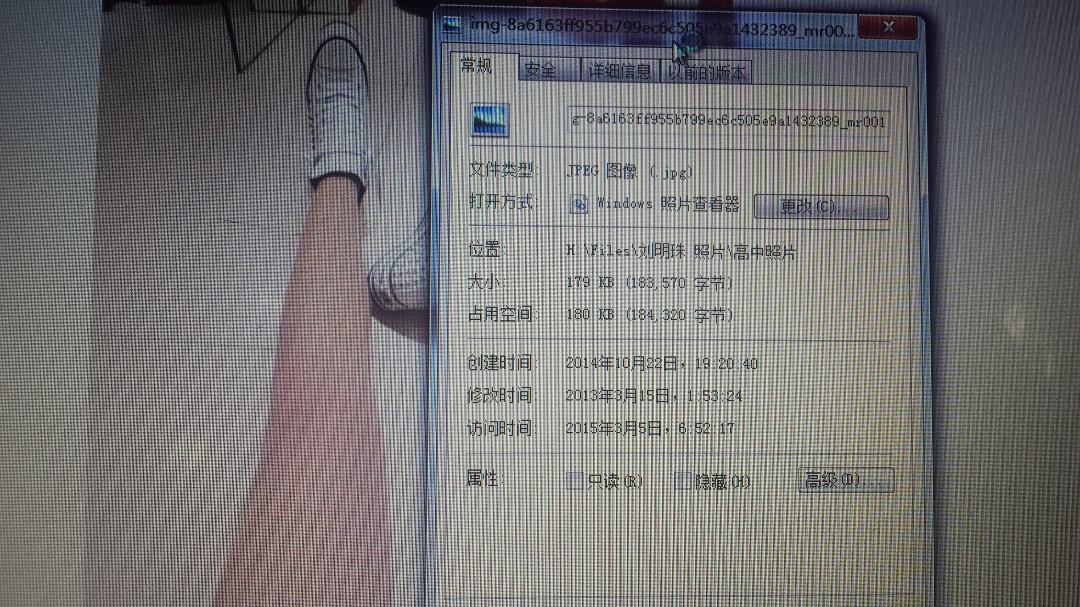 img-8a6163ff955b799ec6c505e9a1432389_mr00...
常规 安全 详细信息 以前的版本
g-8a6163ff955b799ec6c505e9a1432389_mr001
文件类型: JPEG 图像 (.jpg)
打开方式: Windows 照片查看器 更改(C)...
位置: H:\Files\刘明珠 照片\高中照片
大小: 179 KB (183,570 字节)
占用空间: 180 KB (184,320 字节)
创建时间: 2014年10月22日，19:20:40
修改时间: 2013年3月15日，1:53:24
访问时间: 2015年3月5日，6:52:17
属性: 只读(R) 隐藏(H) 高级(D)...